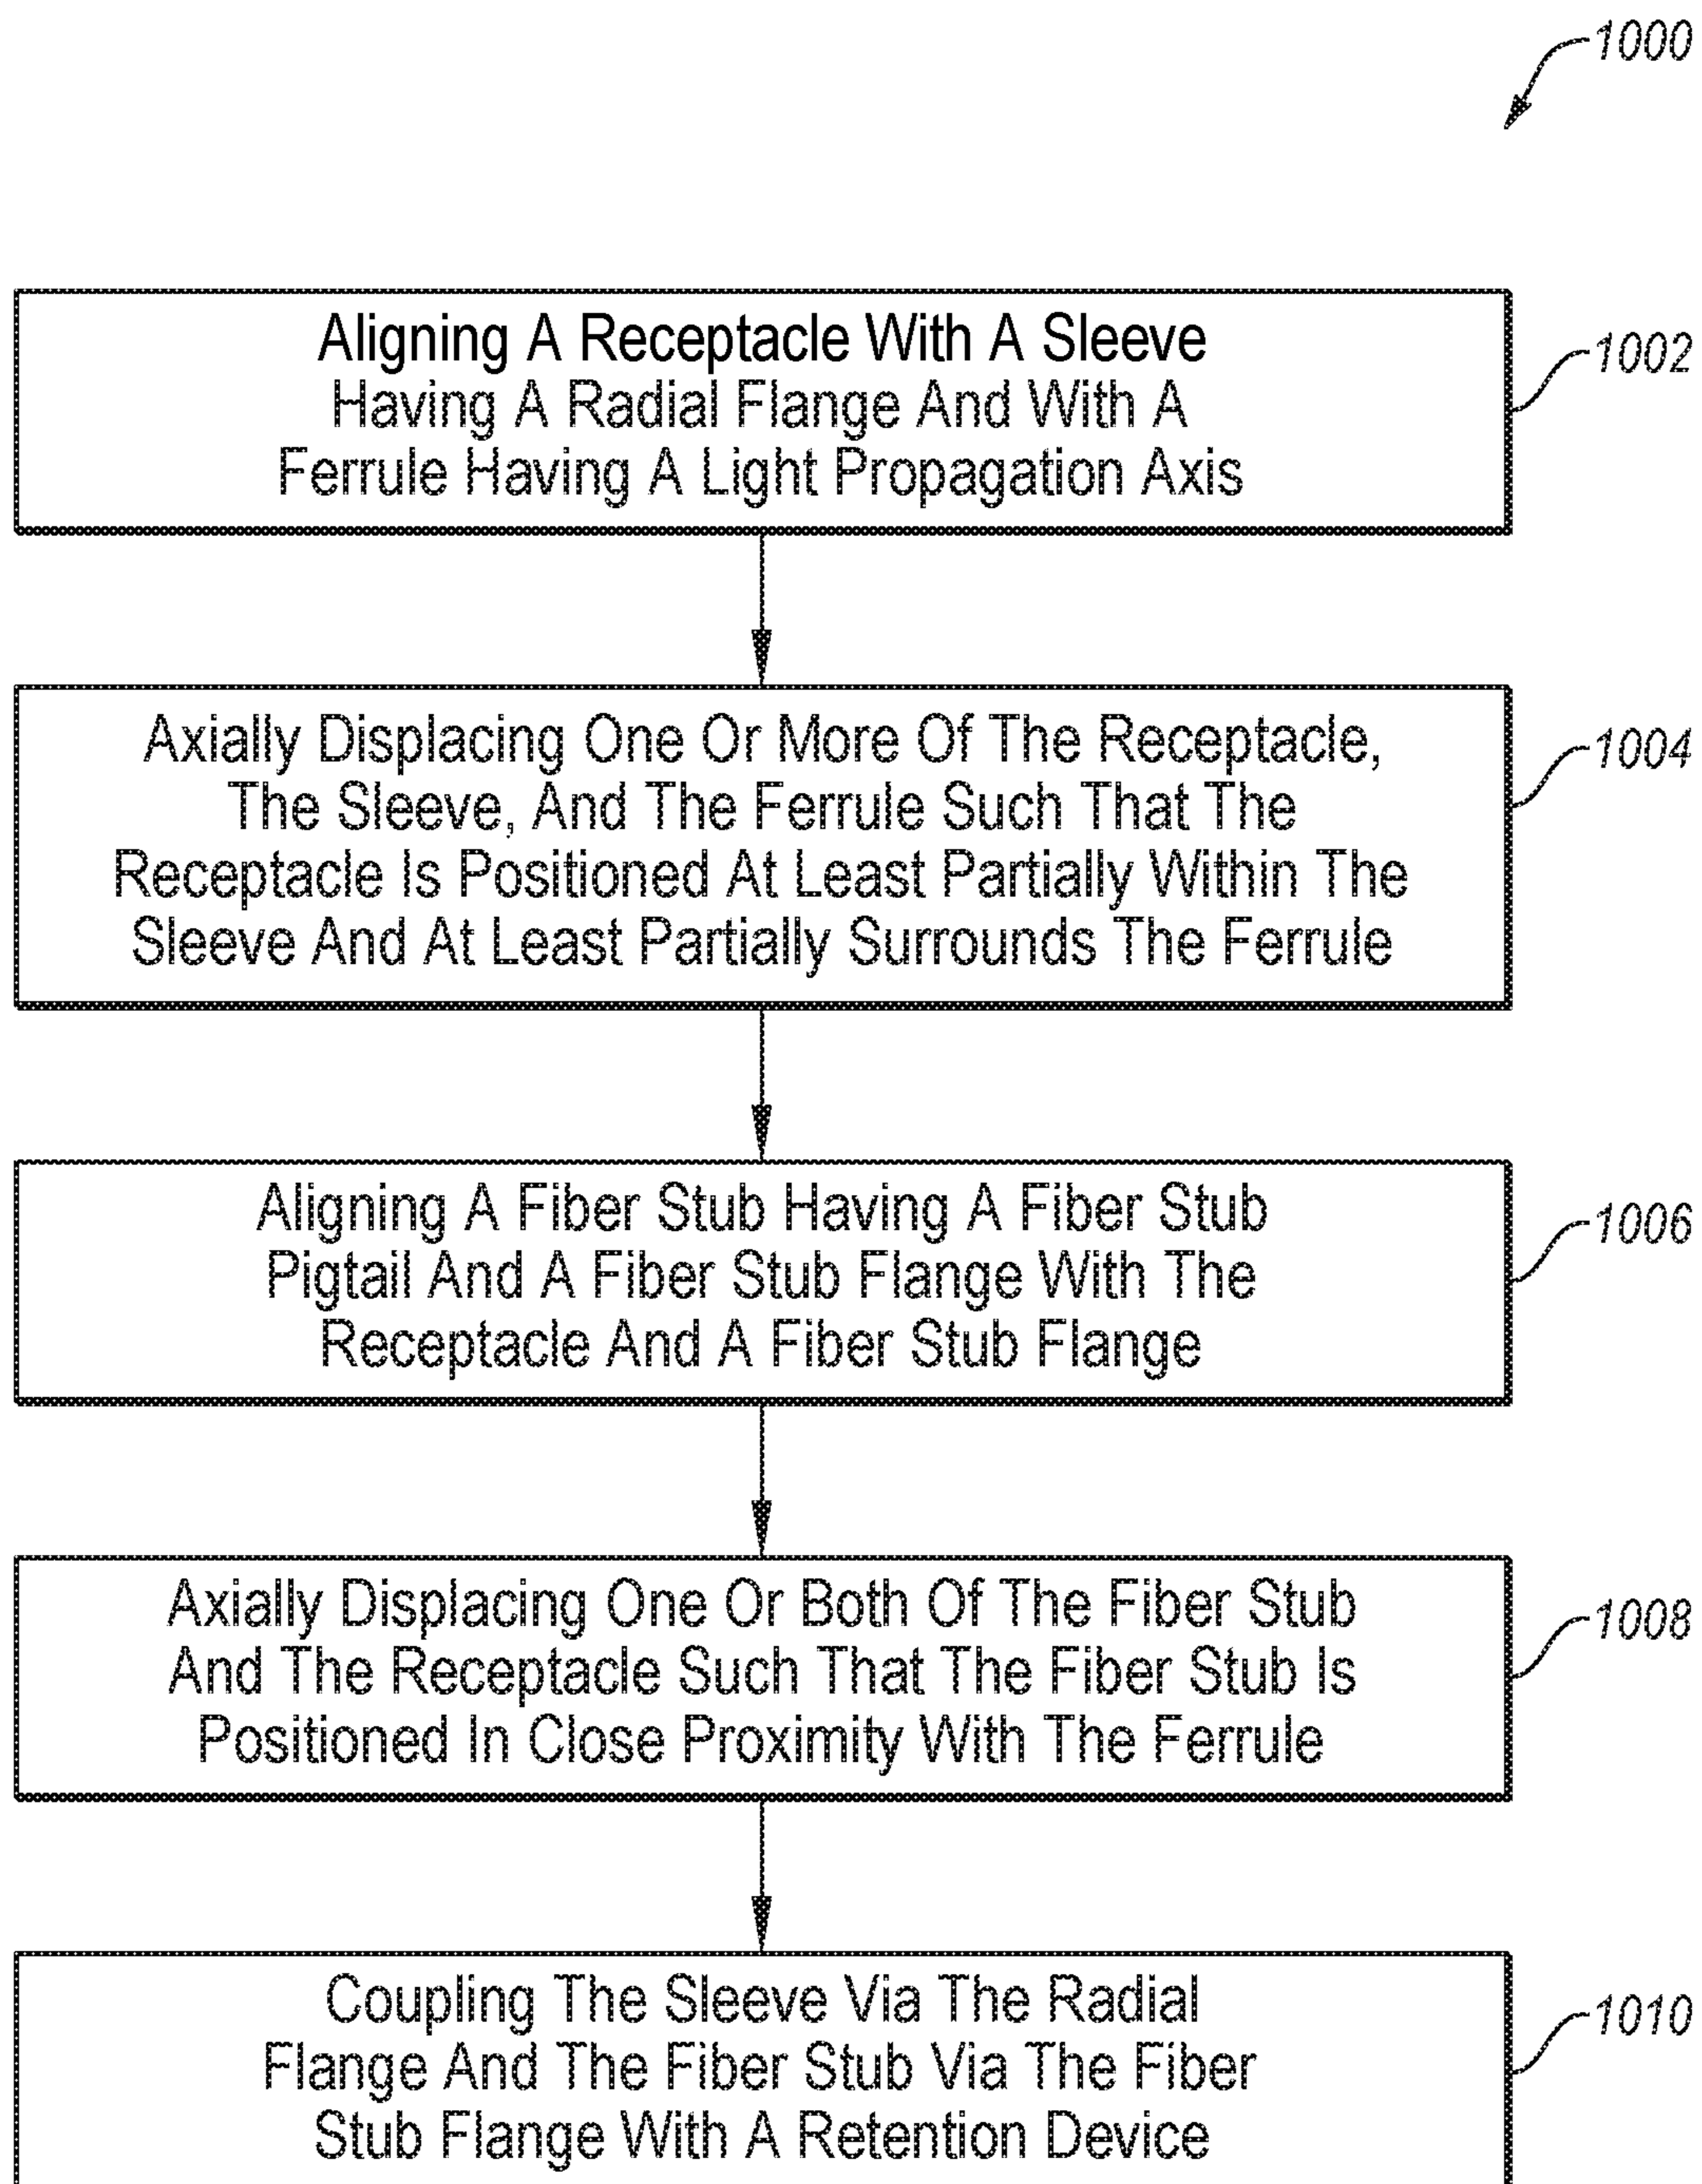 1000
Aligning A Receptacle With A Sleeve
Having A Radial Flange And With A
Ferrule Having A Light Propagation Axis
1002
Axially Displacing One Or More Of The Receptacle,
The Sleeve, And The Ferrule Such That The
Receptacle Is Positioned At Least Partially Within The
Sleeve And At Least Partially Surrounds The Ferrule
1004
Aligning A Fiber Stub Having A Fiber Stub
Pigtail And A Fiber Stub Flange With The
Receptacle And A Fiber Stub Flange
1006
Axially Displacing One Or Both Of The Fiber Stub
And The Receptacle Such That The Fiber Stub Is
Positioned In Close Proximity With The Ferrule
1008
Coupling The Sleeve Via The Radial
Flange And The Fiber Stub Via The Fiber
Stub Flange With A Retention Device
1010